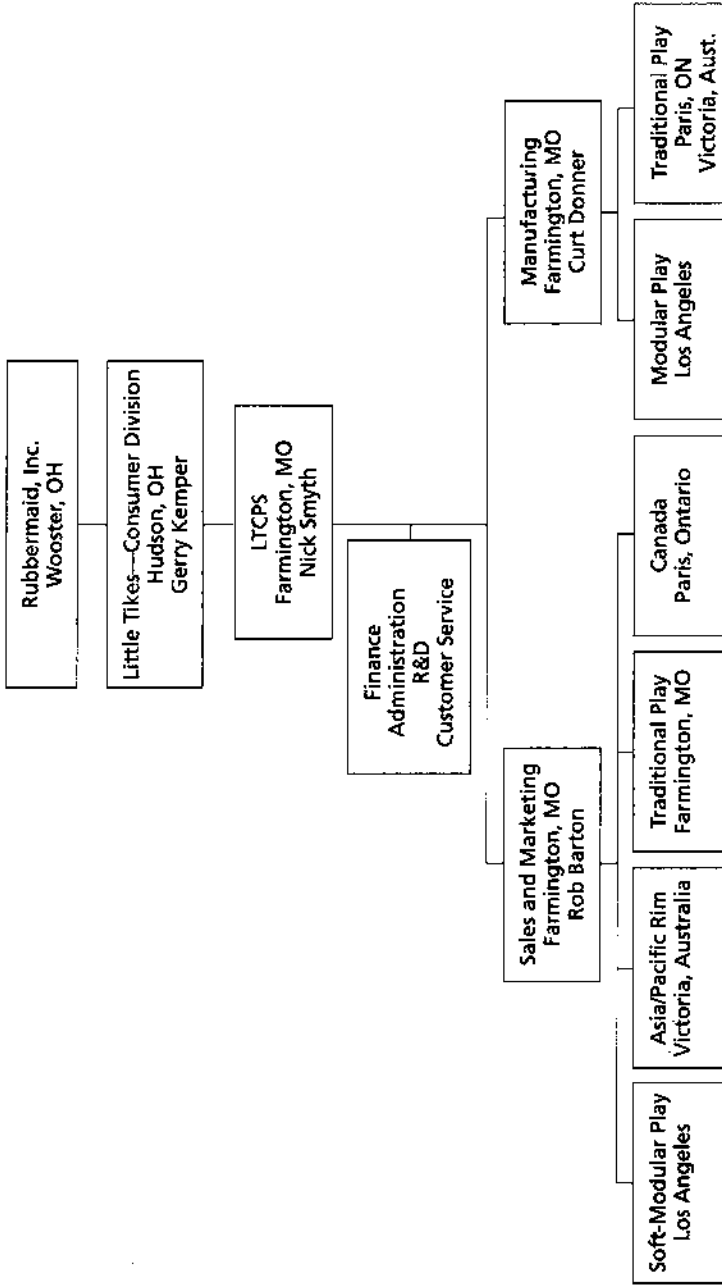 Rubbermaid, Inc.
Wooster, OH
Little Tikes—Consumer Division
Hudson, OH
Gerry Kemper
LTCPS
Farmington, MO
Nick Smyth
Finance
Administration
R&D
Customer Service
Sales and Marketing
Farmington, MO
Rob Barton
Manufacturing
Farmington, MO
Curt Donner
Soft-Modular Play
Los Angeles
Asia/Pacific Rim
Victoria, Australia
Traditional Play
Farmington, MO
Canada
Paris, Ontario
Modular Play
Los Angeles
Traditional Play
Paris, ON
Victoria, Aust.